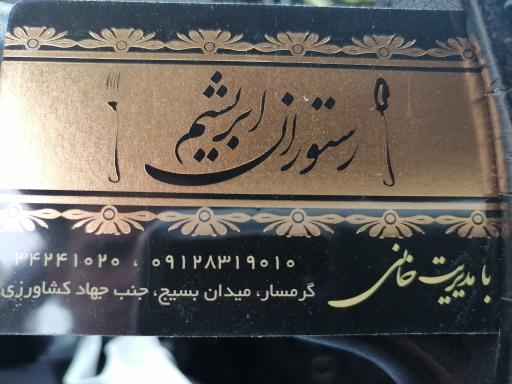 رستوران ابریشم
با مدیریت خانی
۰۹۱۲۸۳۱۹۰۱۰ ، ۳۴۲۴۱۰۲۰
گرمسار، میدان بسیج، جنب جهاد کشاورزی